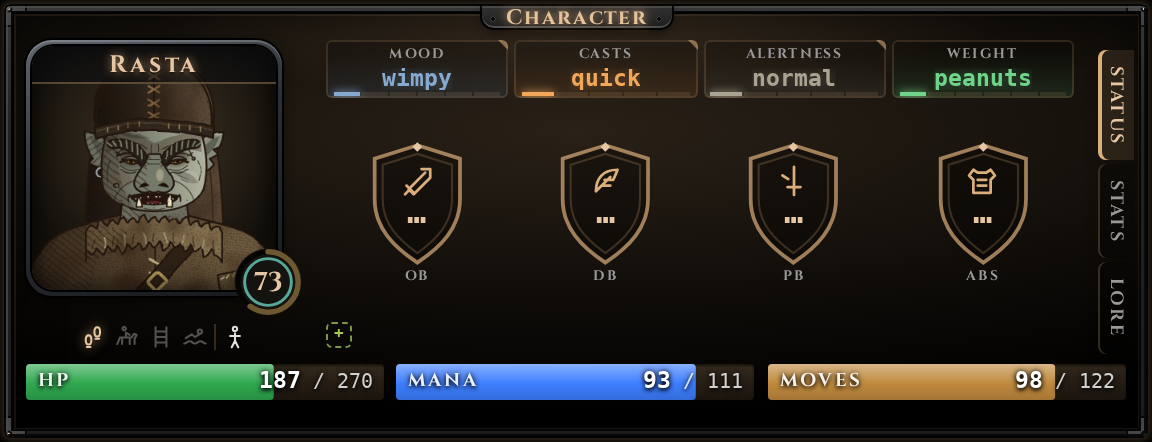 CHARACTER
RASTA
73
MOOD
wimpy
CASTS
quick
ALERTNESS
normal
WEIGHT
peanuts
...
OB
...
DB
...
PB
...
ABS
STATUS
STATS
LORE
+
HP 187 / 270
MANA 93 / 111
MOVES 98 / 122